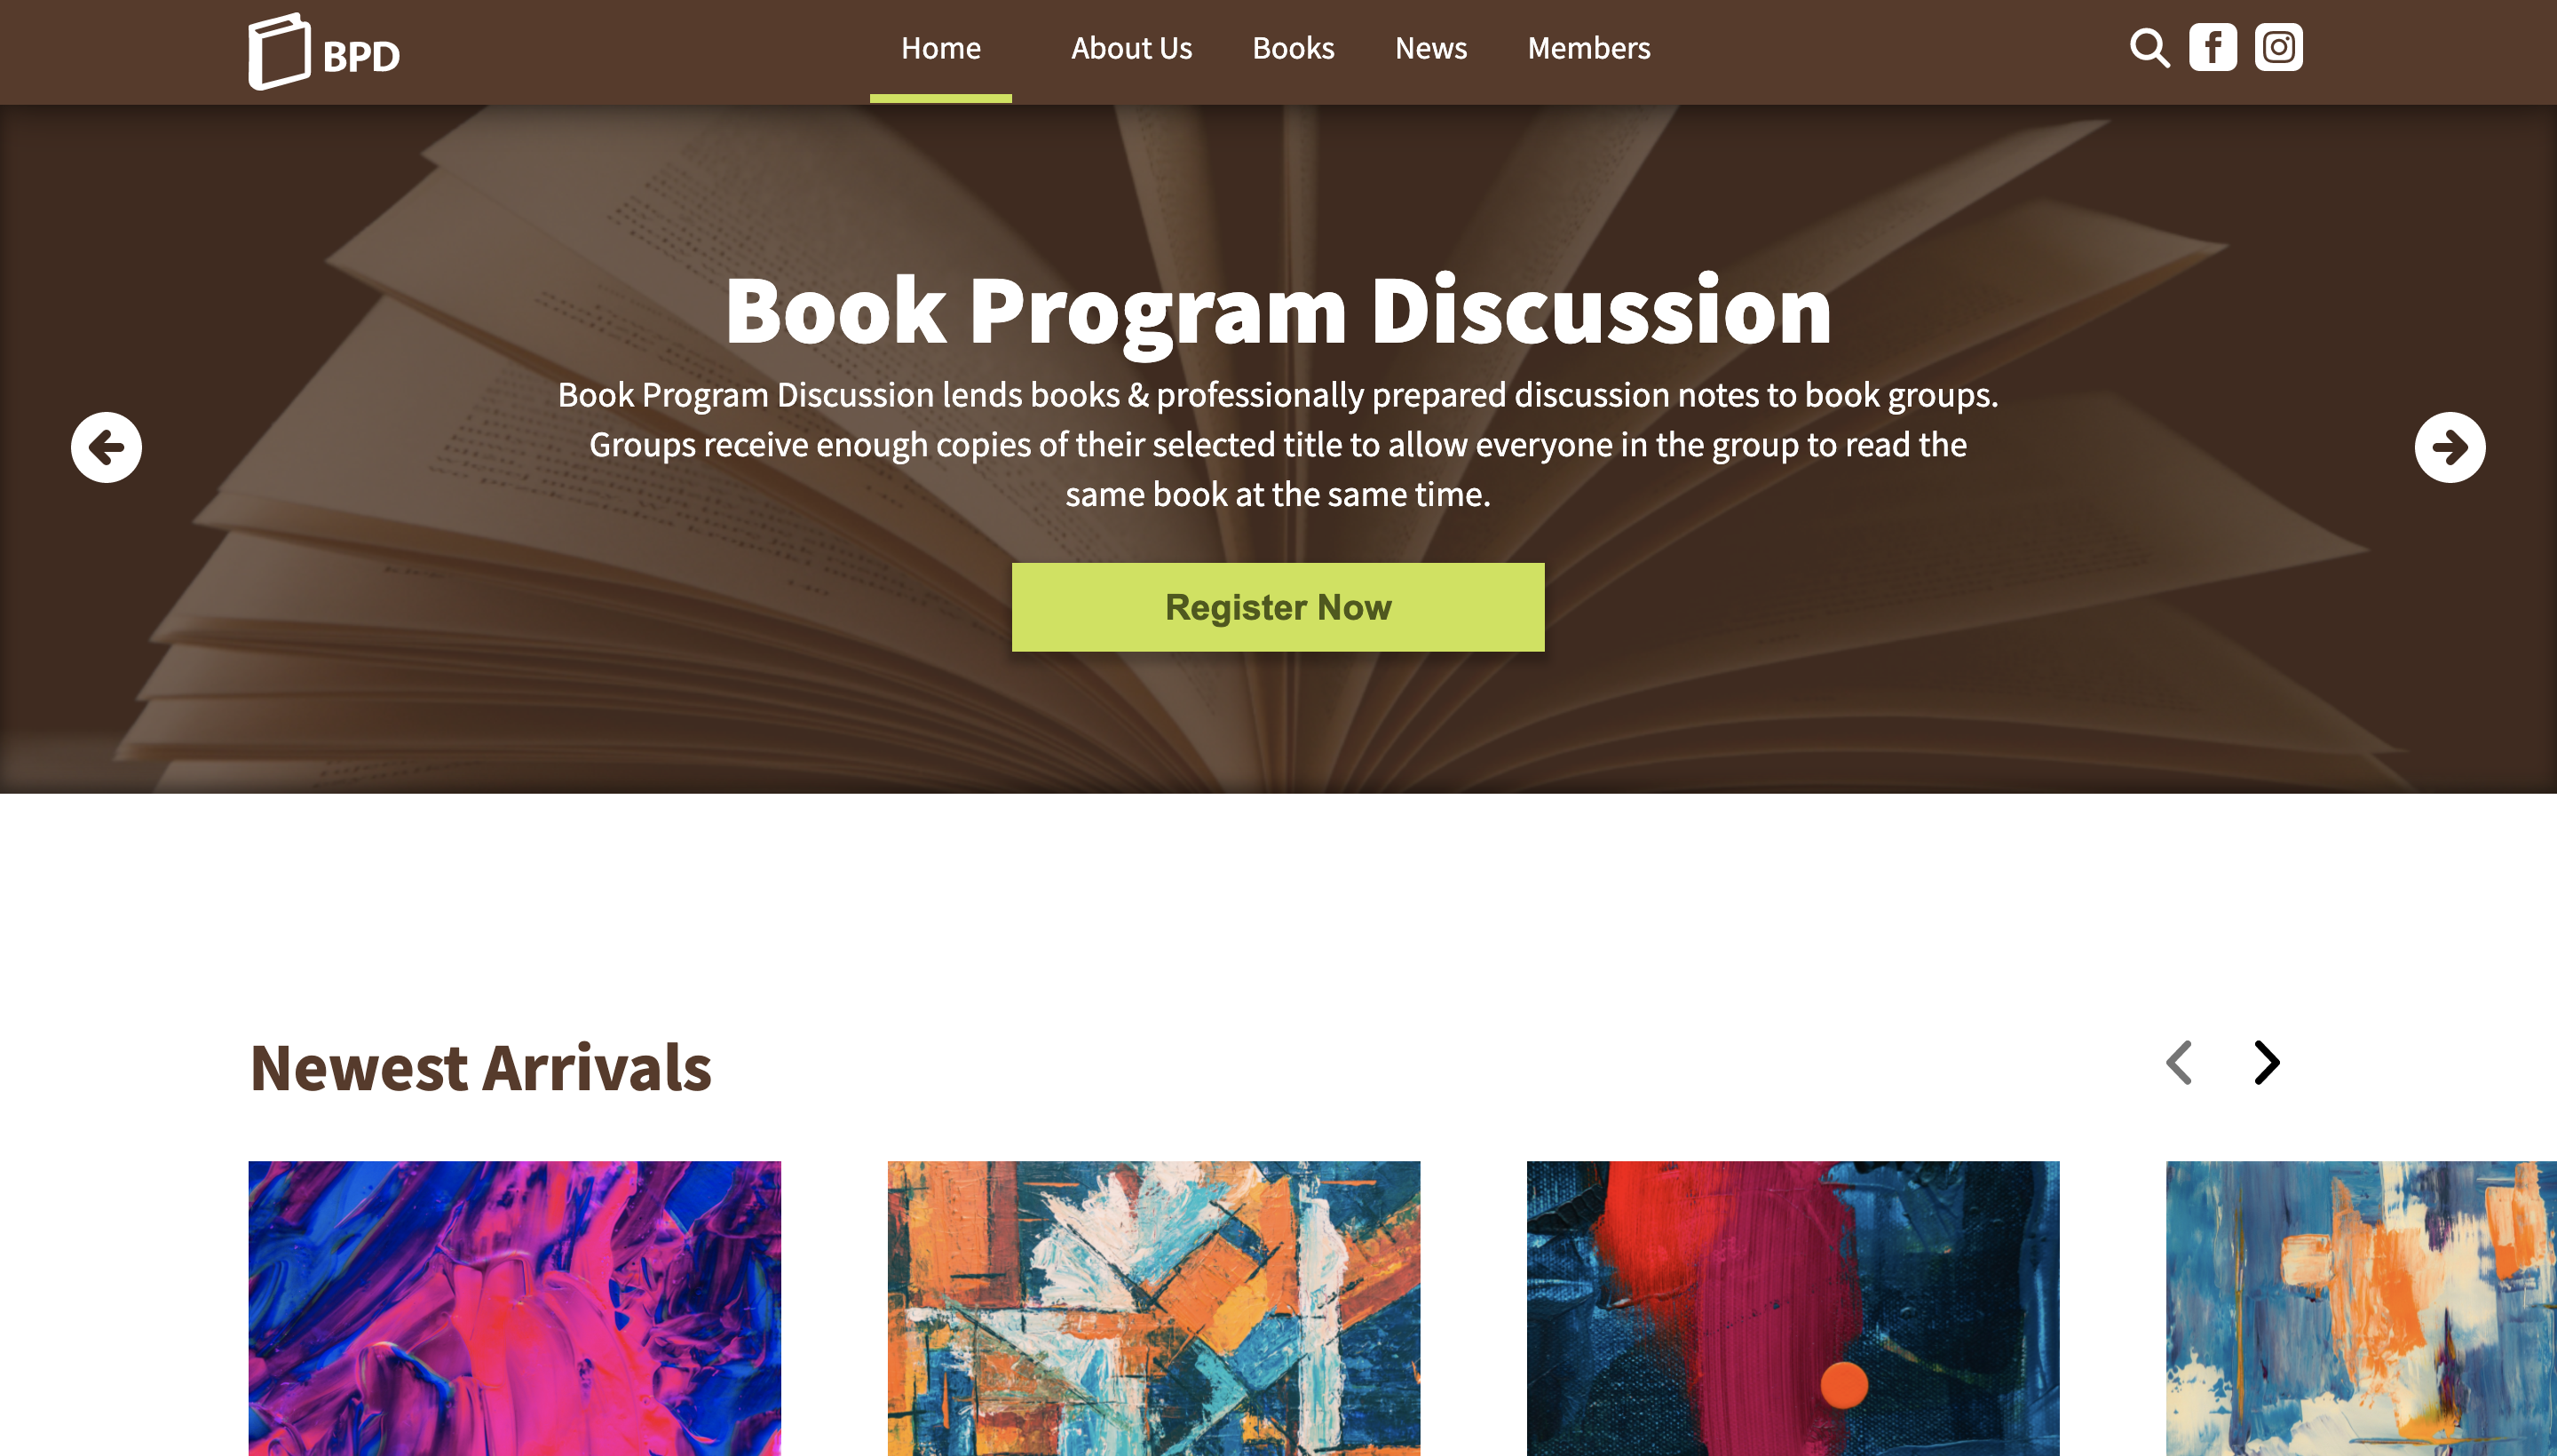 BPD
Home
About Us
Books
News
Members
Book Program Discussion
Book Program Discussion lends books & professionally prepared discussion notes to book groups.
Groups receive enough copies of their selected title to allow everyone in the group to read the
same book at the same time.
Register Now
Newest Arrivals